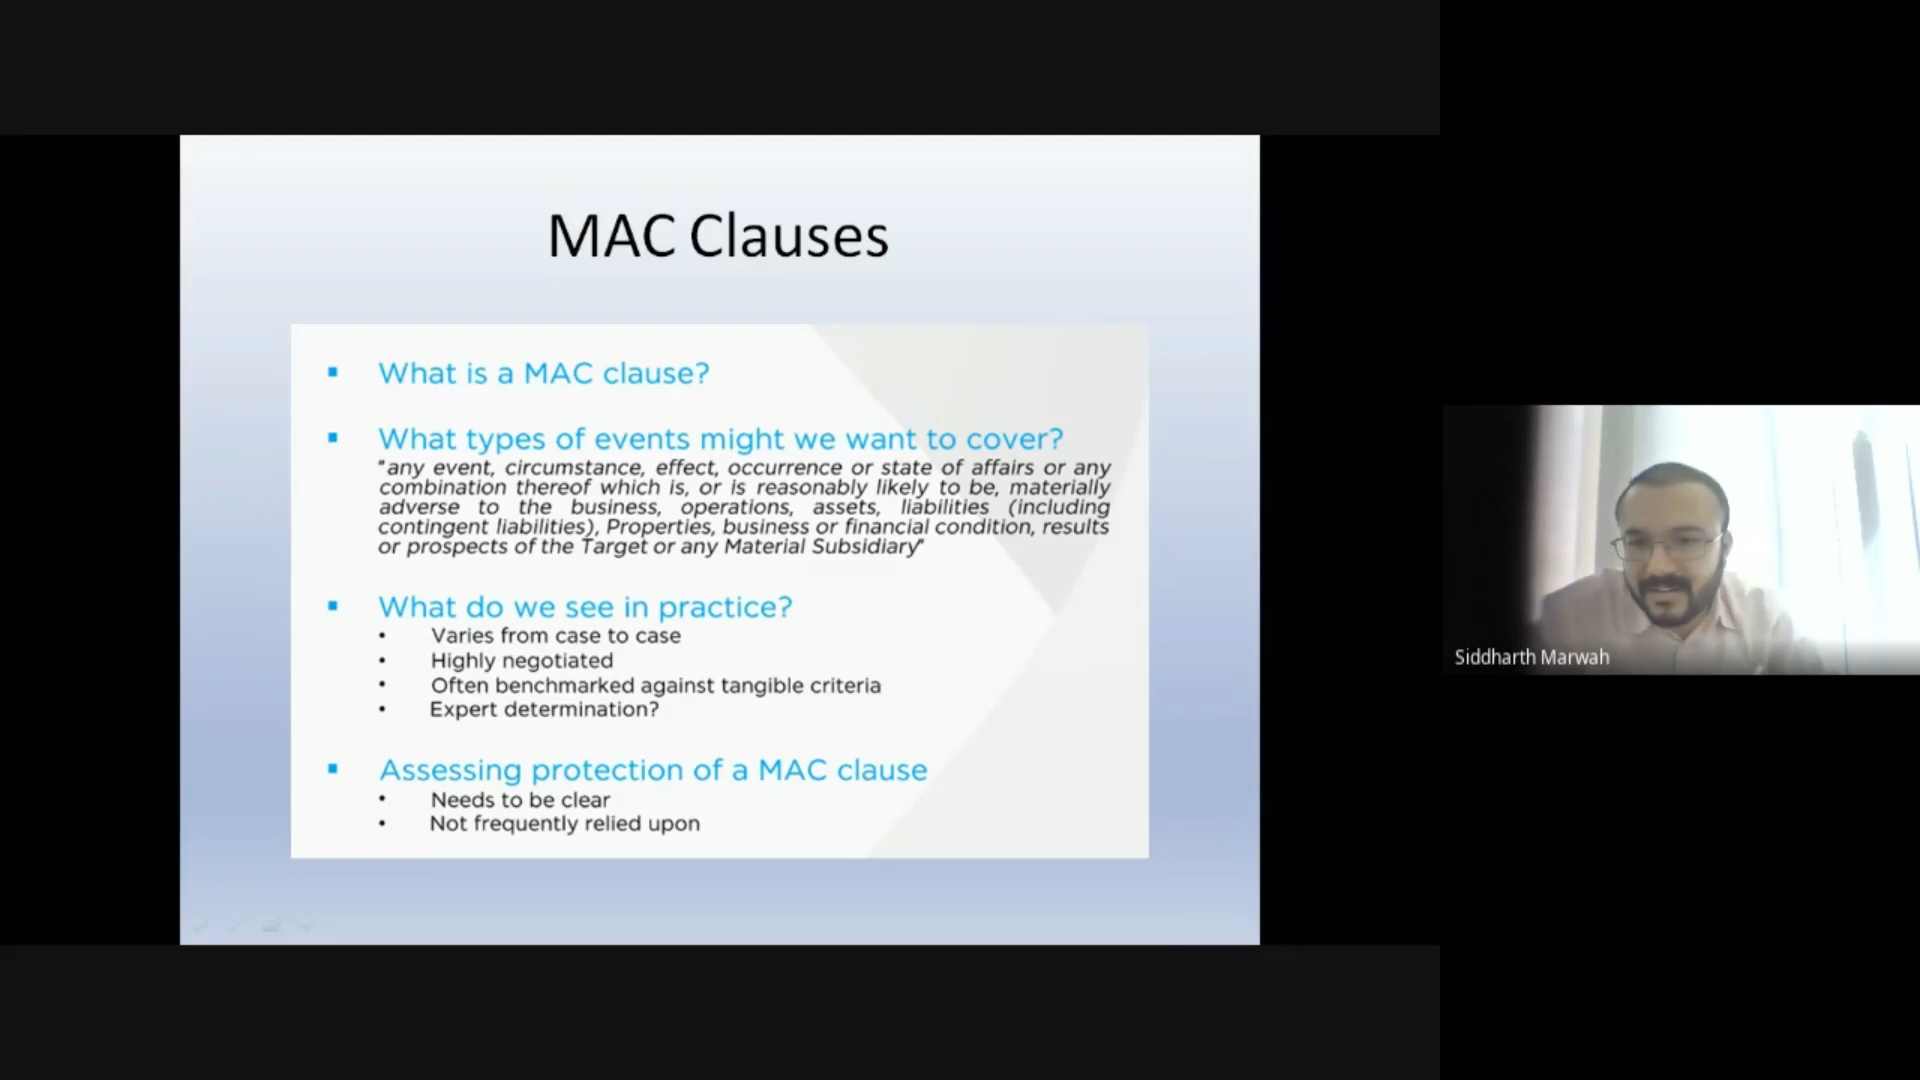 MAC Clauses
▪ What is a MAC clause?
▪ What types of events might we want to cover?
"any event, circumstance, effect, occurrence or state of affairs or any
combination thereof which is, or is reasonably likely to be, materially
adverse to the business, operations, assets, liabilities (including
contingent liabilities), Properties, business or financial condition, results
or prospects of the Target or any Material Subsidiary"
▪ What do we see in practice?
• Varies from case to case
• Highly negotiated
• Often benchmarked against tangible criteria
• Expert determination?
▪ Assessing protection of a MAC clause
• Needs to be clear
• Not frequently relied upon
Siddharth Marwah